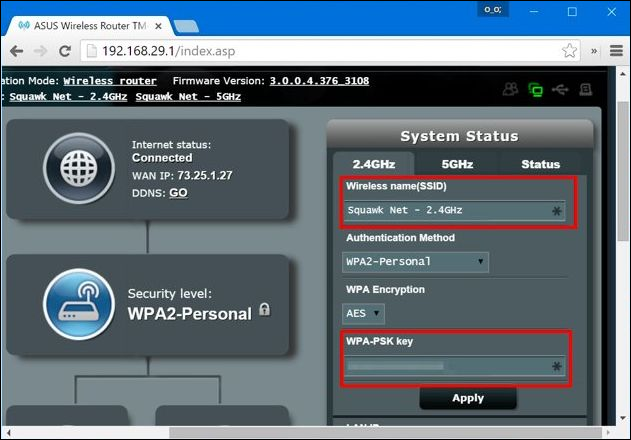 o_o;
ASUS Wireless Router TM-
192.168.29.1/index.asp
ation Mode: Wireless router Firmware Version: 3.0.0.4.376_3108
: Squawk Net - 2.4GHz Squawk Net - 5GHz
Internet status:
Connected
WAN IP: 73.25.1.27
DDNS: GO
Security level:
WPA2-Personal
System Status
2.4GHz 5GHz Status
Wireless name(SSID)
Squawk Net - 2.4GHz
Authentication Method
WPA2-Personal
WPA Encryption
AES
WPA-PSK key
Apply
LAN IP